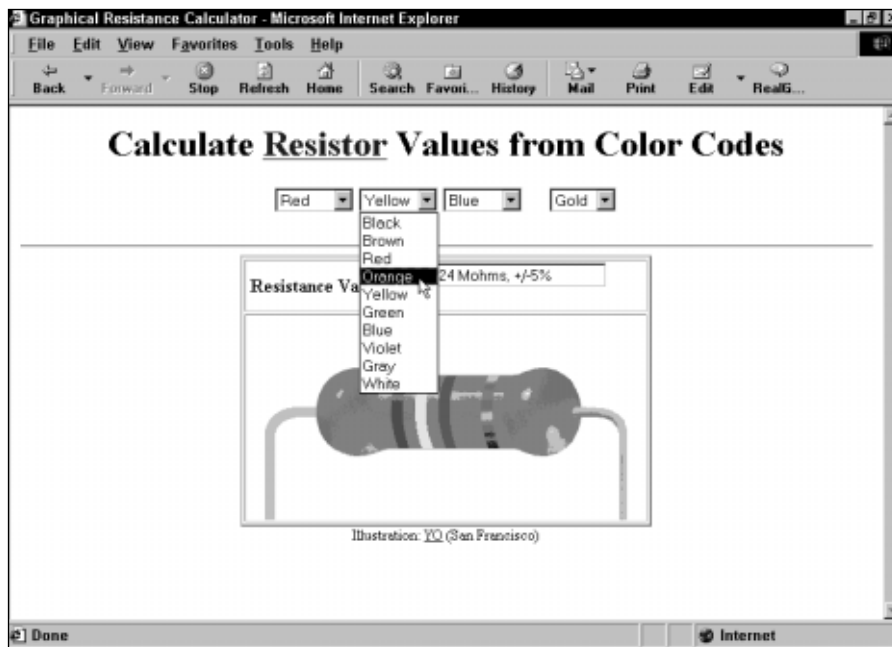 Graphical Resistance Calculator - Microsoft Internet Explorer
File Edit View Favorites Tools Help
Back Forward Stop Refresh Home Search Favori... History Mail Print Edit RealG...
Calculate Resistor Values from Color Codes
Red Yellow Blue Gold
Black
Brown
Red
Orange
Yellow
Green
Blue
Violet
Gray
White
Resistance Va 24 Mohms, +/-5%
Illustration: YO (San Francisco)
Done Internet